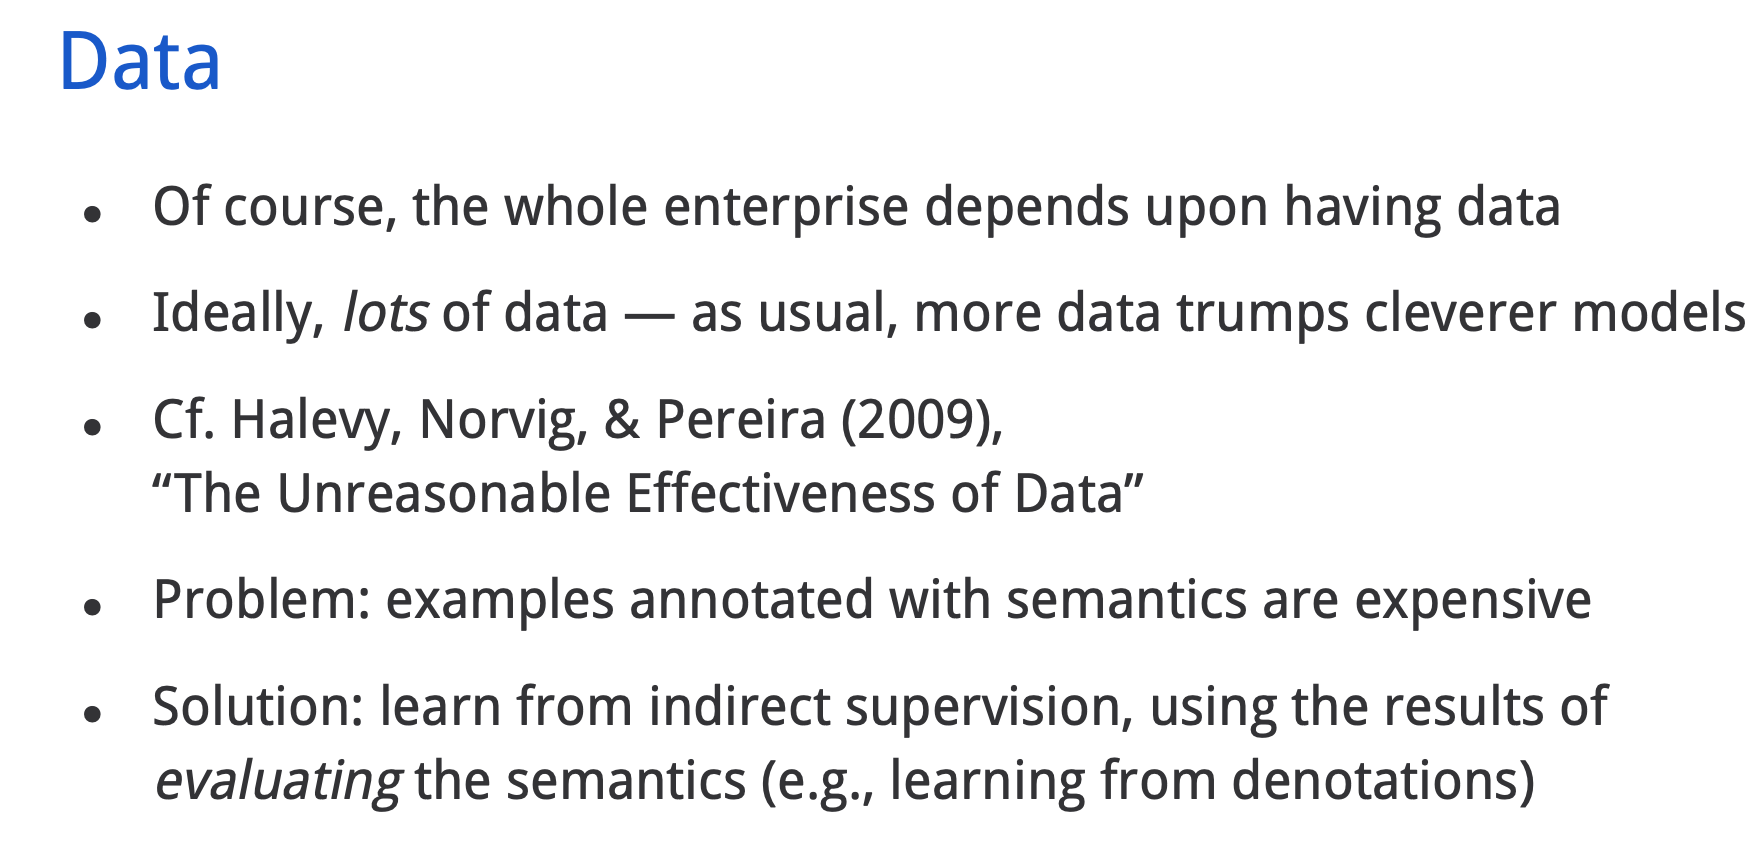 Data
• Of course, the whole enterprise depends upon having data
• Ideally, lots of data — as usual, more data trumps cleverer models
• Cf. Halevy, Norvig, & Pereira (2009),
“The Unreasonable Effectiveness of Data”
• Problem: examples annotated with semantics are expensive
• Solution: learn from indirect supervision, using the results of
evaluating the semantics (e.g., learning from denotations)